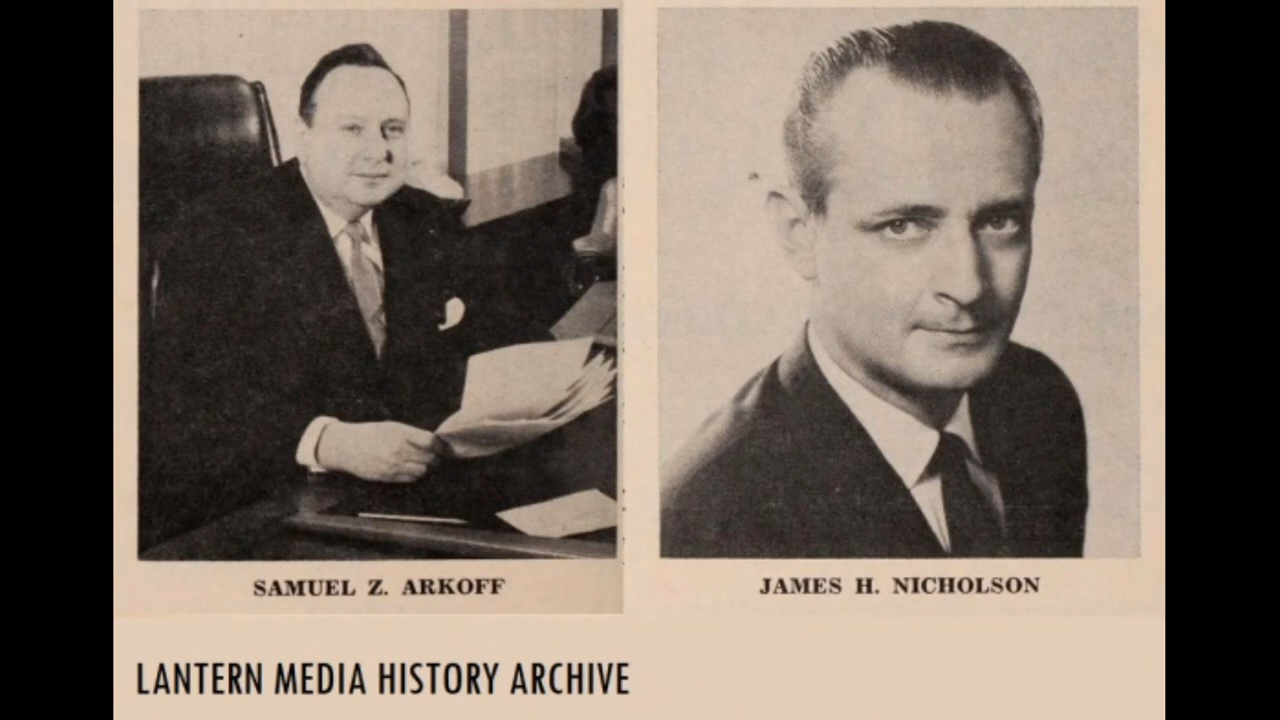 SAMUEL Z. ARKOFF
JAMES H. NICHOLSON
LANTERN MEDIA HISTORY ARCHIVE